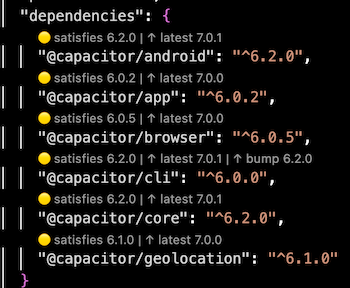 "dependencies": {
satisfies 6.2.0 | ↑ latest 7.0.1
"@capacitor/android": "^6.2.0",
satisfies 6.0.2 | ↑ latest 7.0.0
"@capacitor/app": "^6.0.2",
satisfies 6.0.5 | ↑ latest 7.0.0
"@capacitor/browser": "^6.0.5",
satisfies 6.2.0 | ↑ latest 7.0.1 | ↑ bump 6.2.0
"@capacitor/cli": "^6.0.0",
satisfies 6.2.0 | ↑ latest 7.0.1
"@capacitor/core": "^6.2.0",
satisfies 6.1.0 | ↑ latest 7.0.0
"@capacitor/geolocation": "^6.1.0"
}